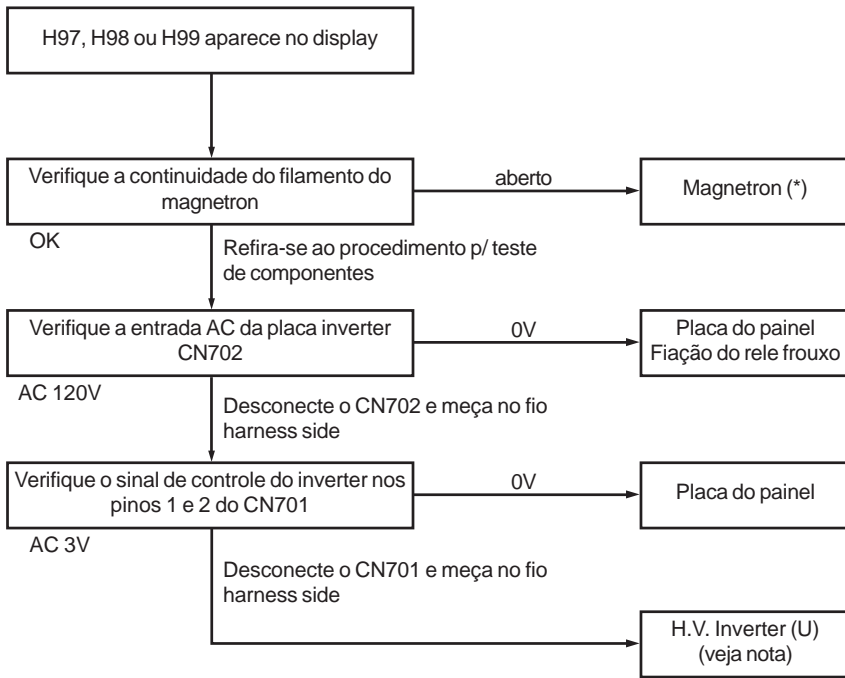 H97, H98 ou H99 aparece no display
Verifique a continuidade do filamento do
magnetron
aberto
Magnetron (*)
OK
Refira-se ao procedimento p/ teste
de componentes
Verifique a entrada AC da placa inverter
CN702
0V
Placa do painel
Fiação do rele frouxo
AC 120V
Desconecte o CN702 e meça no fio
harness side
Verifique o sinal de controle do inverter nos
pinos 1 e 2 do CN701
0V
Placa do painel
AC 3V
Desconecte o CN701 e meça no fio
harness side
H.V. Inverter (U)
(veja nota)